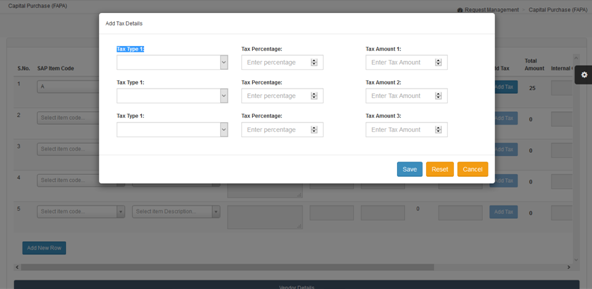 Capital Purchase (FAPA)
Request Management Capital Purchase (FAPA)
Add Tax Details
Tax Type 1: Tax Percentage: Tax Amount 1:
Enter percentage Enter Tax Amount
Tax Type 1: Tax Percentage: Tax Amount 2:
Enter percentage Enter Tax Amount
Tax Type 1: Tax Percentage: Tax Amount 3:
Enter percentage Enter Tax Amount
Save Reset Cancel
S.No. SAP Item Code Add Tax Total Amount Internal
1 A Add Tax 25
2 Select Item code... Add Tax 0
3 Select Item code... Add Tax 0
4 Select Item code... Add Tax 0
5 Select Item code... Select Item Description... 0 Add Tax 0
Add New Row
Vendor Details